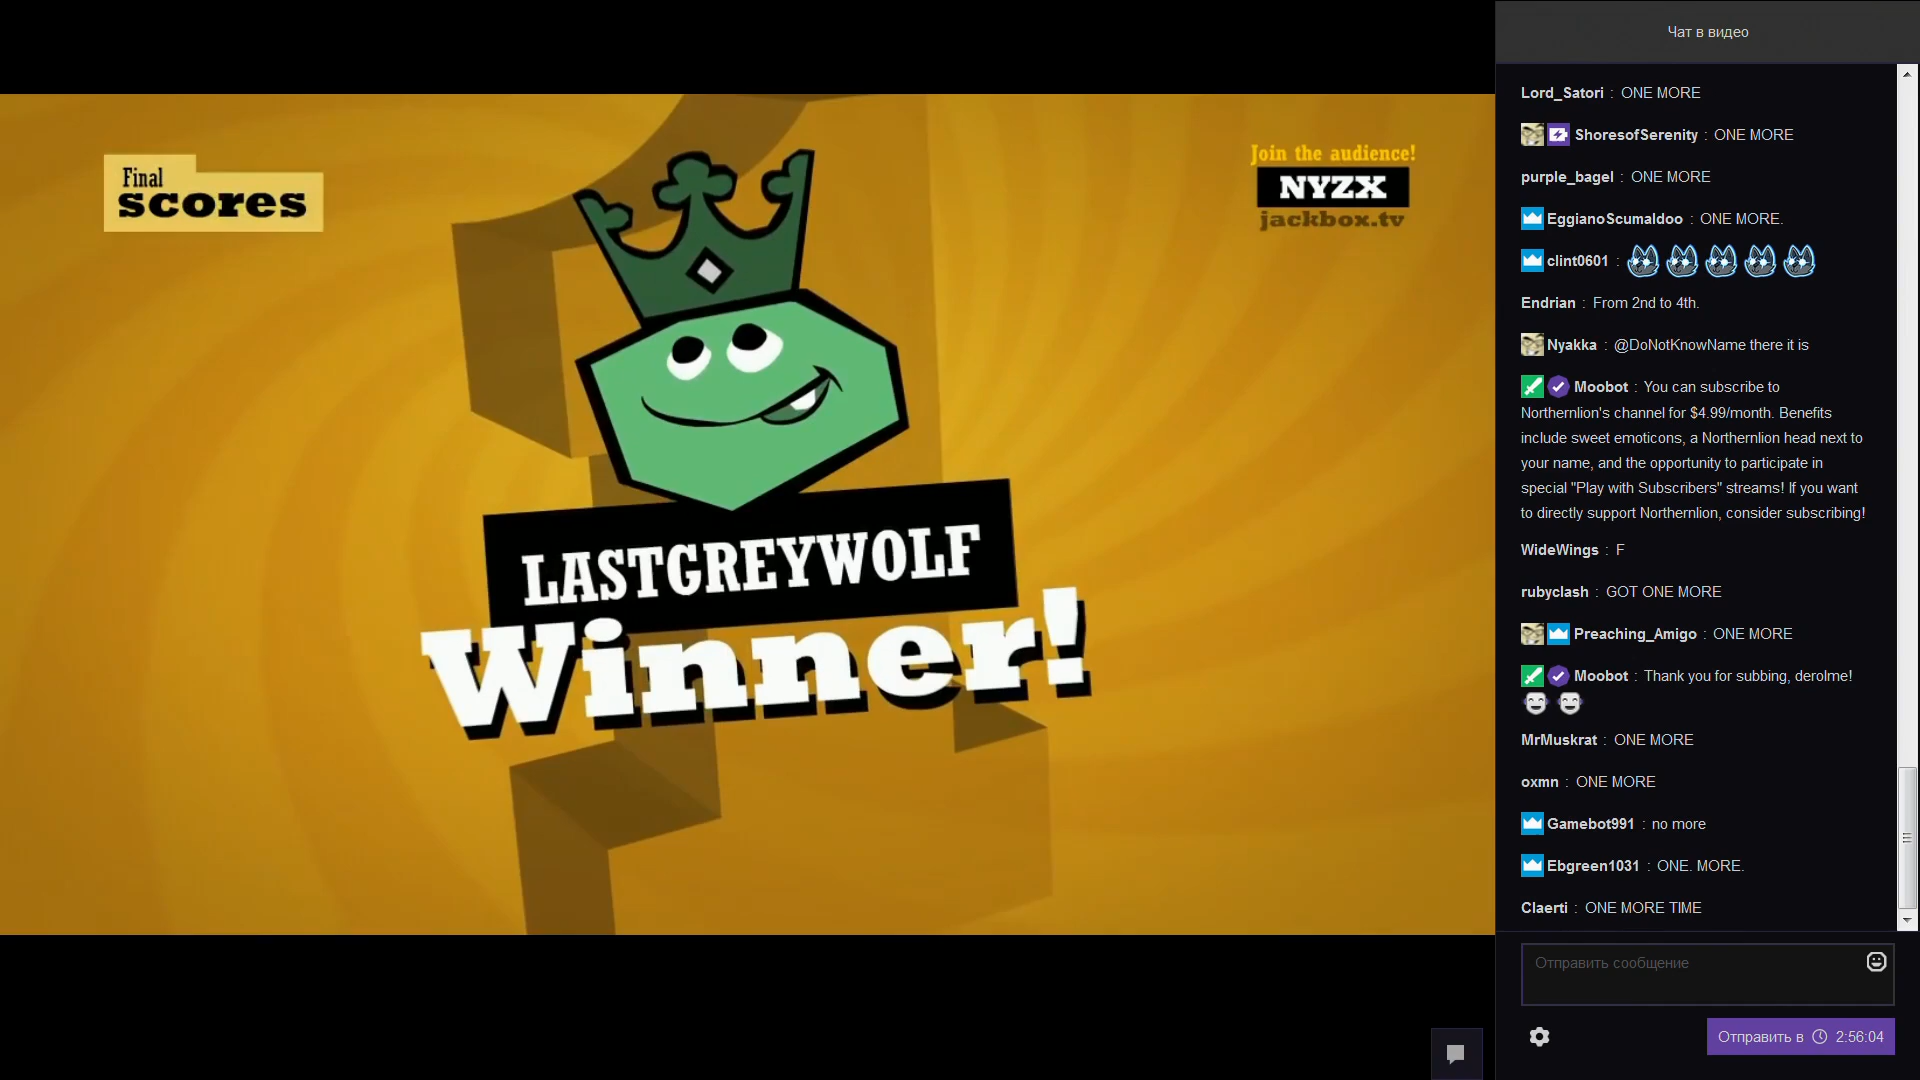 Final
scores
Join the audience!
NYZX
jackbox.tv
LASTGREYWOLF
Winner!
Чат в видео
Lord_Satori : ONE MORE
ShoresofSerenity : ONE MORE
purple_bagel : ONE MORE
EggianoScumaldoo : ONE MORE.
clint0601 :
Endrian : From 2nd to 4th.
Nyakka : @DoNotKnowName there it is
Moobot : You can subscribe to
Northernlion's channel for $4.99/month. Benefits
include sweet emoticons, a Northernlion head next to
your name, and the opportunity to participate in
special "Play with Subscribers" streams! If you want
to directly support Northernlion, consider subscribing!
WideWings : F
rubyclash : GOT ONE MORE
Preaching_Amigo : ONE MORE
Moobot : Thank you for subbing, derolme!
MrMuskrat : ONE MORE
oxmn : ONE MORE
Gamebot991 : no more
Ebgreen1031 : ONE. MORE.
Claerti : ONE MORE TIME
Отправить сообщение
Отправить в 2:56:04